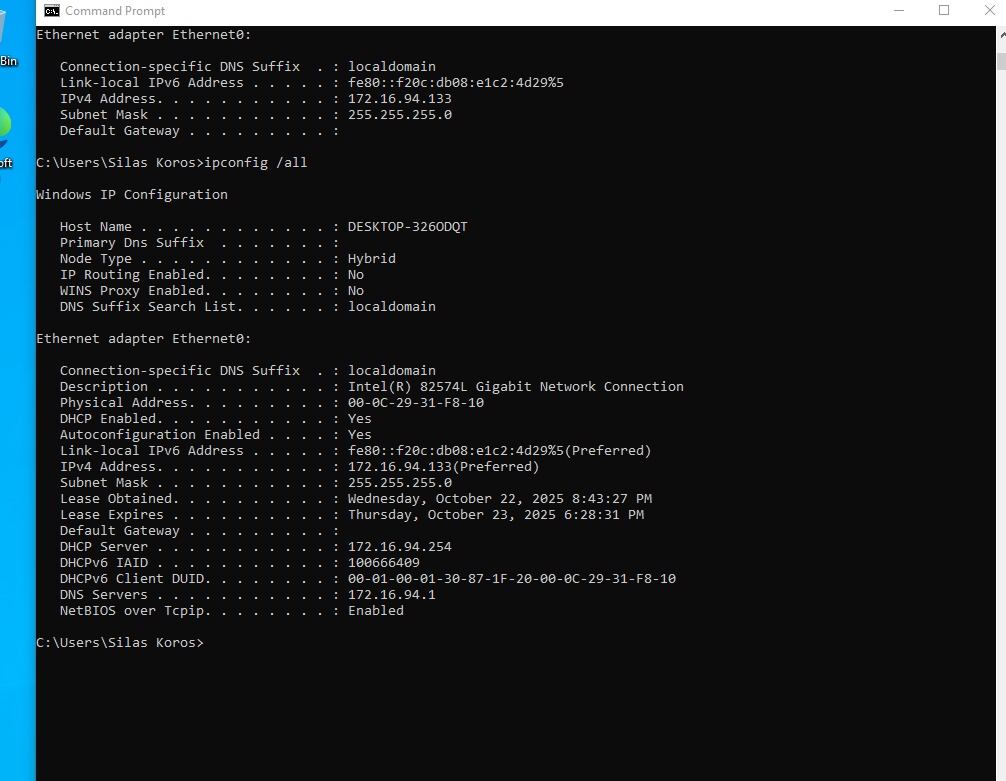 Command Prompt
Bin
oft
Ethernet adapter Ethernet0:
Connection-specific DNS Suffix  . : localdomain
Link-local IPv6 Address . . . . . : fe80::f20c:db08:e1c2:4d29%5
IPv4 Address. . . . . . . . . . . : 172.16.94.133
Subnet Mask . . . . . . . . . . . : 255.255.255.0
Default Gateway . . . . . . . . . :
C:\Users\Silas Koros>ipconfig /all
Windows IP Configuration
Host Name . . . . . . . . . . . . : DESKTOP-326ODQT
Primary Dns Suffix  . . . . . . . :
Node Type . . . . . . . . . . . . : Hybrid
IP Routing Enabled. . . . . . . . : No
WINS Proxy Enabled. . . . . . . . : No
DNS Suffix Search List. . . . . . : localdomain
Ethernet adapter Ethernet0:
Connection-specific DNS Suffix  . : localdomain
Description . . . . . . . . . . . : Intel(R) 82574L Gigabit Network Connection
Physical Address. . . . . . . . . : 00-0C-29-31-F8-10
DHCP Enabled. . . . . . . . . . . : Yes
Autoconfiguration Enabled . . . . : Yes
Link-local IPv6 Address . . . . . : fe80::f20c:db08:e1c2:4d29%5(Preferred)
IPv4 Address. . . . . . . . . . . : 172.16.94.133(Preferred)
Subnet Mask . . . . . . . . . . . : 255.255.255.0
Lease Obtained. . . . . . . . . . : Wednesday, October 22, 2025 8:43:27 PM
Lease Expires . . . . . . . . . . : Thursday, October 23, 2025 6:28:31 PM
Default Gateway . . . . . . . . . :
DHCP Server . . . . . . . . . . . : 172.16.94.254
DHCPv6 IAID . . . . . . . . . . . : 100666409
DHCPv6 Client DUID. . . . . . . . : 00-01-00-01-30-87-1F-20-00-0C-29-31-F8-10
DNS Servers . . . . . . . . . . . : 172.16.94.1
NetBIOS over Tcpip. . . . . . . . : Enabled
C:\Users\Silas Koros>